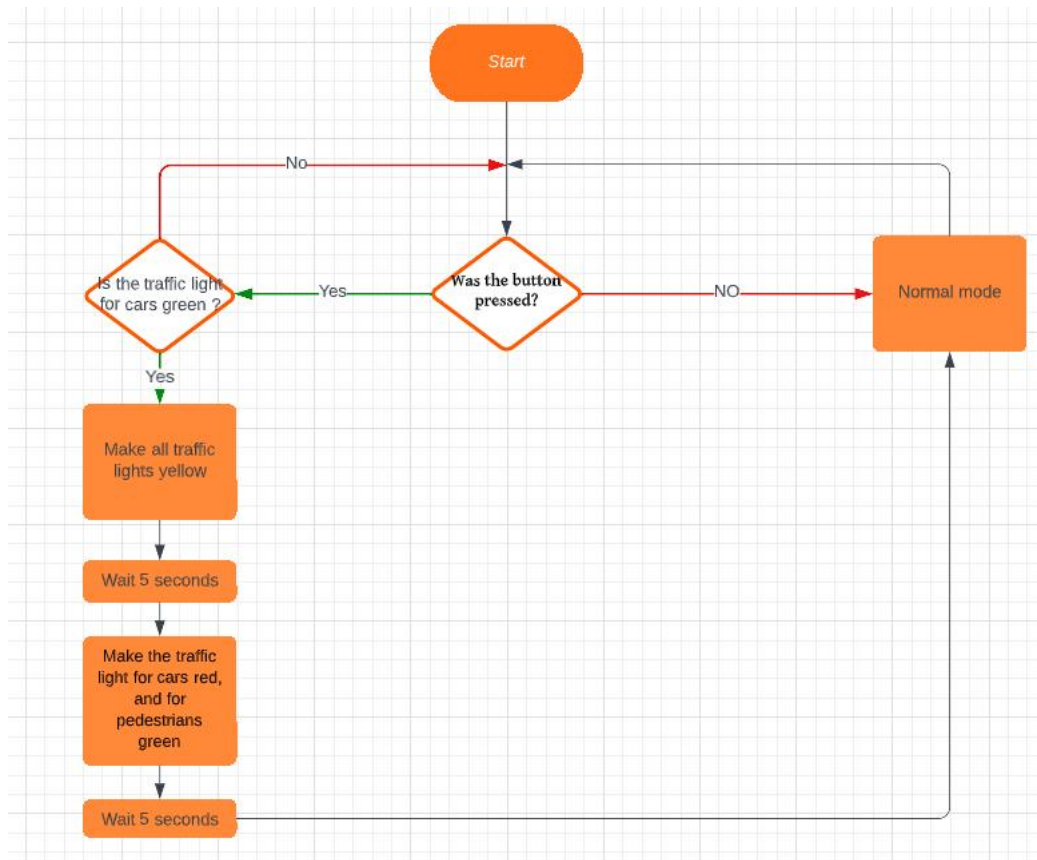 Start
No
Is the traffic light
for cars green ?
Yes
Was the button
pressed?
NO
Normal mode
Yes
Make all traffic
lights yellow
Wait 5 seconds
Make the traffic
light for cars red,
and for
pedestrians
green
Wait 5 seconds